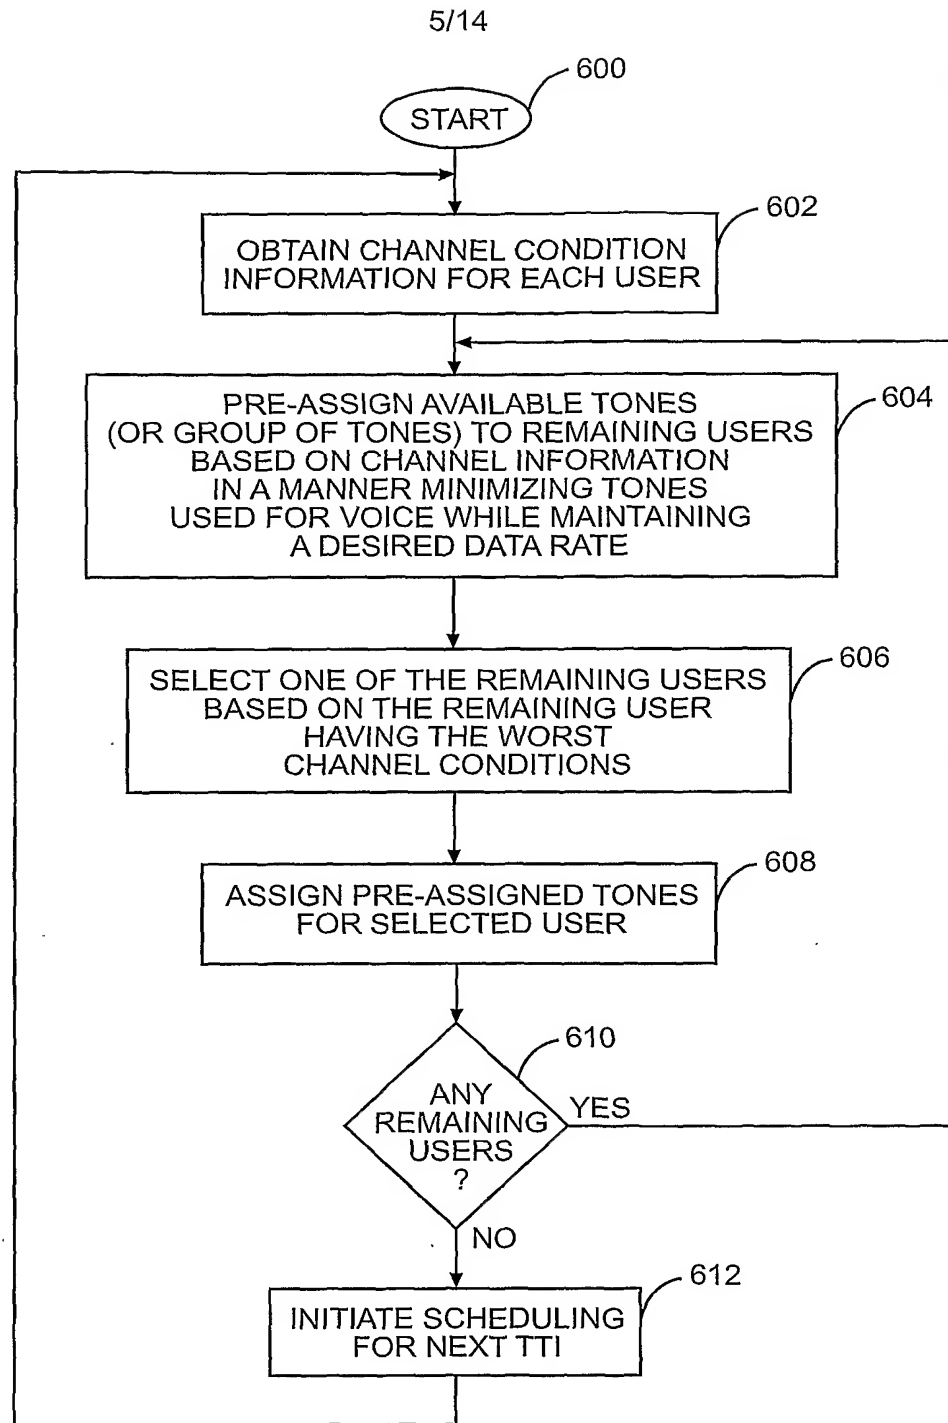 5/14
600
START
602
OBTAIN CHANNEL CONDITION
INFORMATION FOR EACH USER
604
PRE-ASSIGN AVAILABLE TONES
(OR GROUP OF TONES) TO REMAINING USERS
BASED ON CHANNEL INFORMATION
IN A MANNER MINIMIZING TONES
USED FOR VOICE WHILE MAINTAINING
A DESIRED DATA RATE
606
SELECT ONE OF THE REMAINING USERS
BASED ON THE REMAINING USER
HAVING THE WORST
CHANNEL CONDITIONS
608
ASSIGN PRE-ASSIGNED TONES
FOR SELECTED USER
610
ANY
REMAINING
USERS
?
YES
NO
612
INITIATE SCHEDULING
FOR NEXT TTI